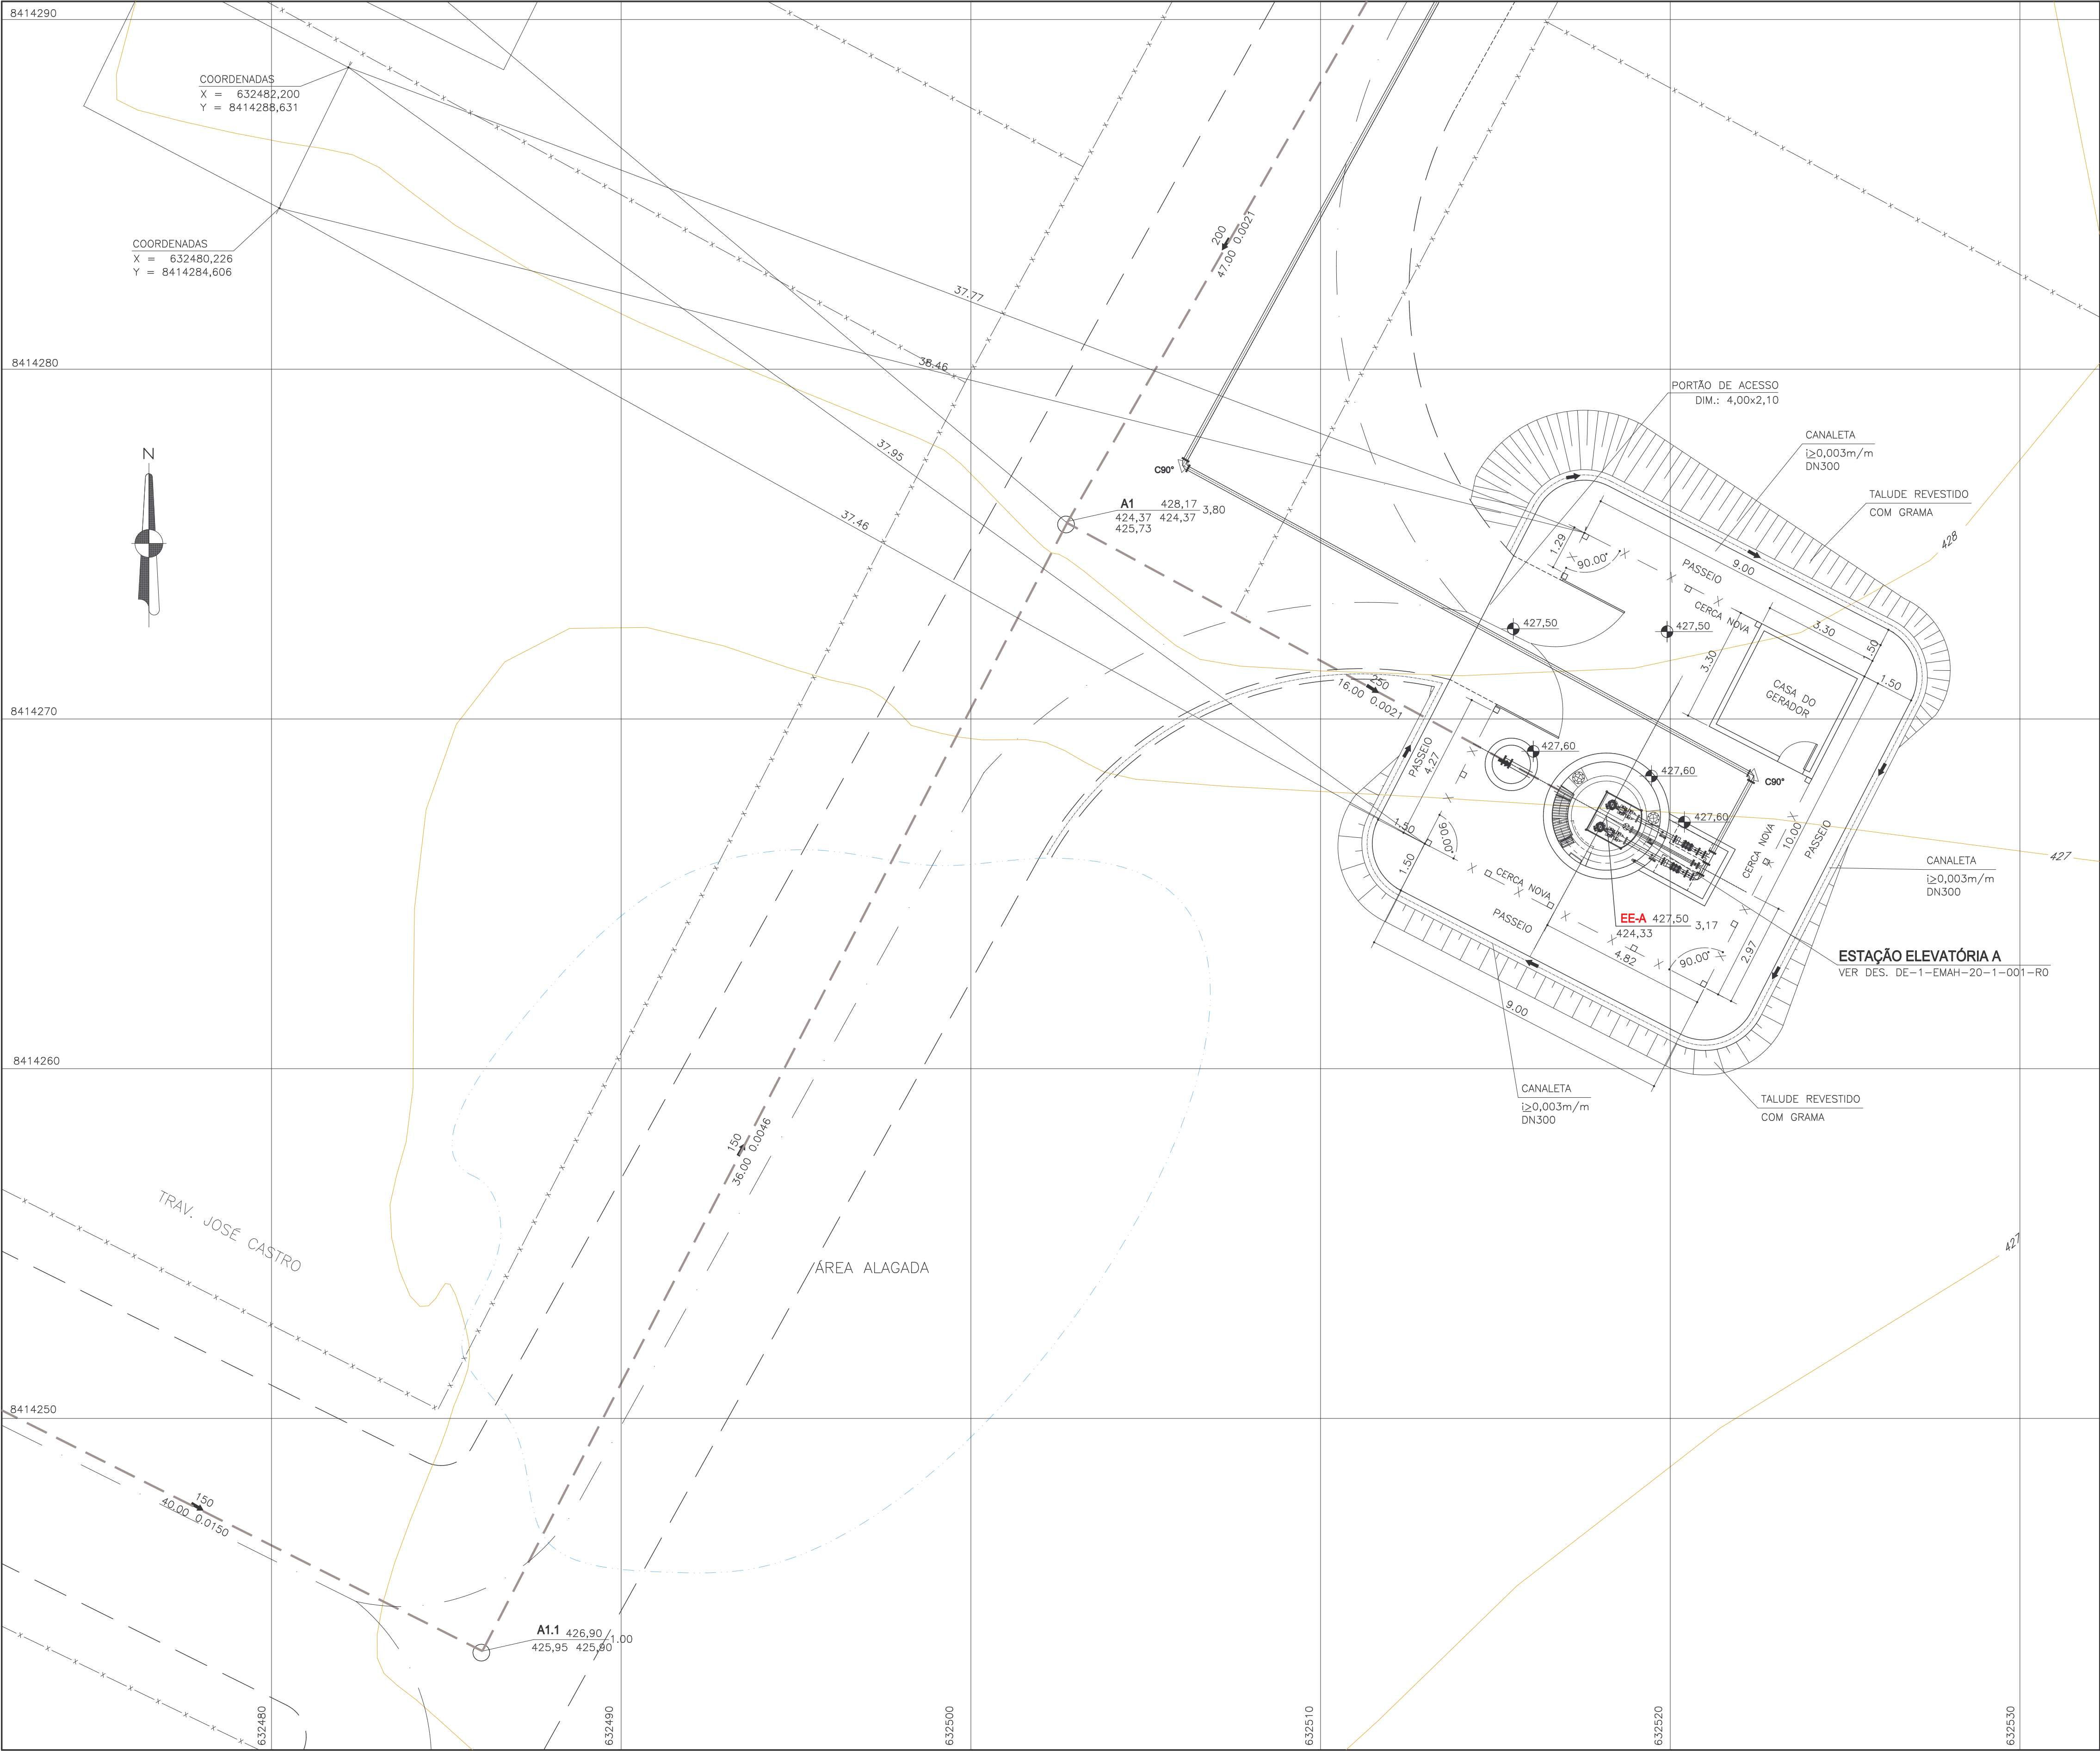 8414290
COORDENADAS
X = 632482,200
Y = 8414288,631
COORDENADAS
X = 632480,226
Y = 8414284,606
200
47.00 0.0021
37.77
8414280
38.46
37.95
37.46
N
C90°
A1 428,17 3,80
424,37 424,37
425,73
PORTÃO DE ACESSO
DIM.: 4,00x2,10
CANALETA
i≥0,003m/m
DN300
TALUDE REVESTIDO
COM GRAMA
428
1.29
90.00°
PASSEIO
9.00
CERCA NOVA
3.30
1.50
427,50
427,50
3.30
1.50
CASA DO
GERADOR
8414270
250
16.00 0.0021
PASSEIO
4.27
427,60
427,60
C90°
427,60
1.50
90.00°
1.50
CERCA NOVA
10.00
PASSEIO
427
CANALETA
i≥0,003m/m
DN300
CERCA NOVA
PASSEIO
EE-A 427,50 3,17
424,33
4.82
90.00°
2.97
ESTAÇÃO ELEVATÓRIA A
VER DES. DE-1-EMAH-20-1-001-R0
9.00
8414260
CANALETA
i≥0,003m/m
DN300
TALUDE REVESTIDO
COM GRAMA
150
36.00 0.0046
TRAV. JOSÉ CASTRO
ÁREA ALAGADA
427
8414250
150
40.00 0.0150
A1.1 426,90 1.00
425,95 425,90
632480
632490
632500
632510
632520
632530